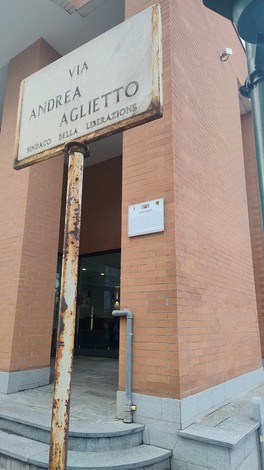 VIA
ANDREA
AGLIETTO
SINDACO DELLA LIBERAZIONE